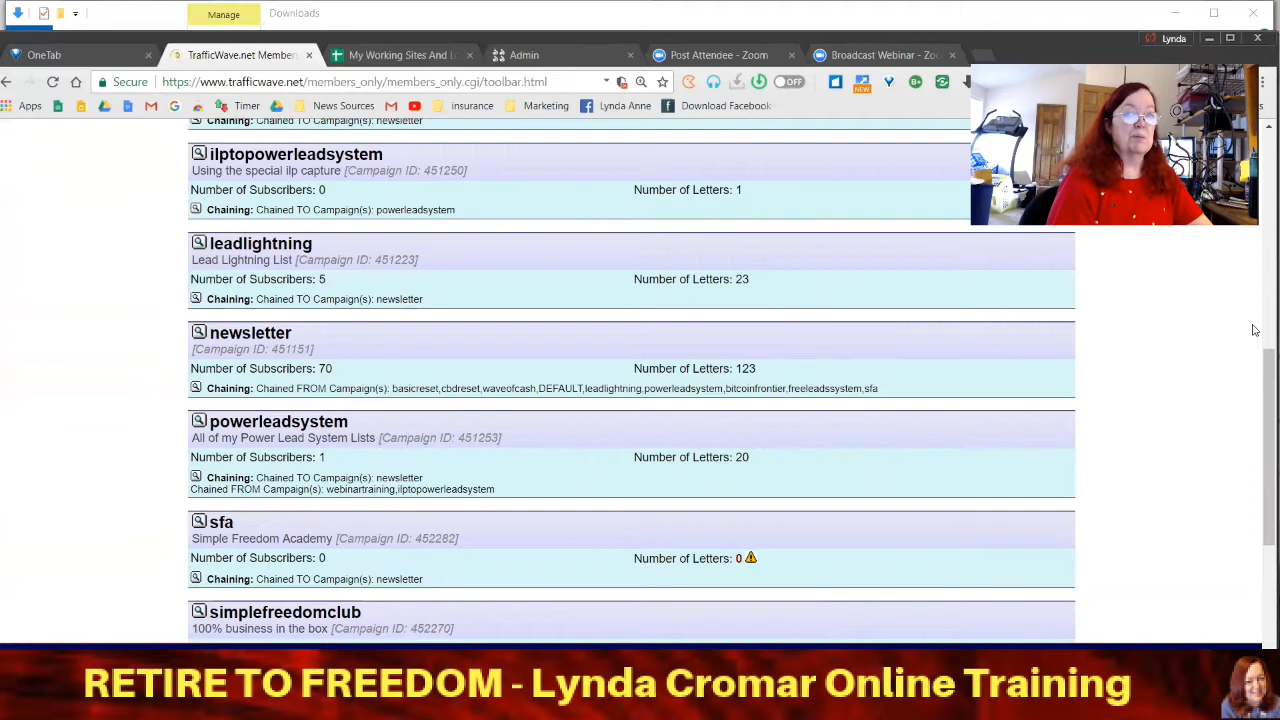 Manage
Downloads
Lynda
OneTab
TrafficWave.net Member
My Working Sites And L
Admin
Post Attendee - Zoom
Broadcast Webinar - Zo
Secure
https://www.trafficwave.net/members_only/members_only.cgi/toolbar.html
OFF
NEW
Apps
Timer
News Sources
insurance
Marketing
Lynda Anne
Download Facebook
Chaining: Chained TO Campaign(s): newsletter
ilptopowerleadsystem
Using the special ilp capture [Campaign ID: 451250]
Number of Subscribers: 0
Number of Letters: 1
Chaining: Chained TO Campaign(s): powerleadsystem
leadlightning
Lead Lightning List [Campaign ID: 451223]
Number of Subscribers: 5
Number of Letters: 23
Chaining: Chained TO Campaign(s): newsletter
newsletter
[Campaign ID: 451151]
Number of Subscribers: 70
Number of Letters: 123
Chaining: Chained FROM Campaign(s): basicreset,cbdreset,waveofcash,DEFAULT,leadlightning,powerleadsystem,bitcoinfrontier,freeleadssystem,sfa
powerleadsystem
All of my Power Lead System Lists [Campaign ID: 451253]
Number of Subscribers: 1
Number of Letters: 20
Chaining: Chained TO Campaign(s): newsletter
Chained FROM Campaign(s): webinartraining,ilptopowerleadsystem
sfa
Simple Freedom Academy [Campaign ID: 452282]
Number of Subscribers: 0
Number of Letters: 0
Chaining: Chained TO Campaign(s): newsletter
simplefreedomclub
100% business in the box [Campaign ID: 452270]
RETIRE TO FREEDOM - Lynda Cromar Online Training